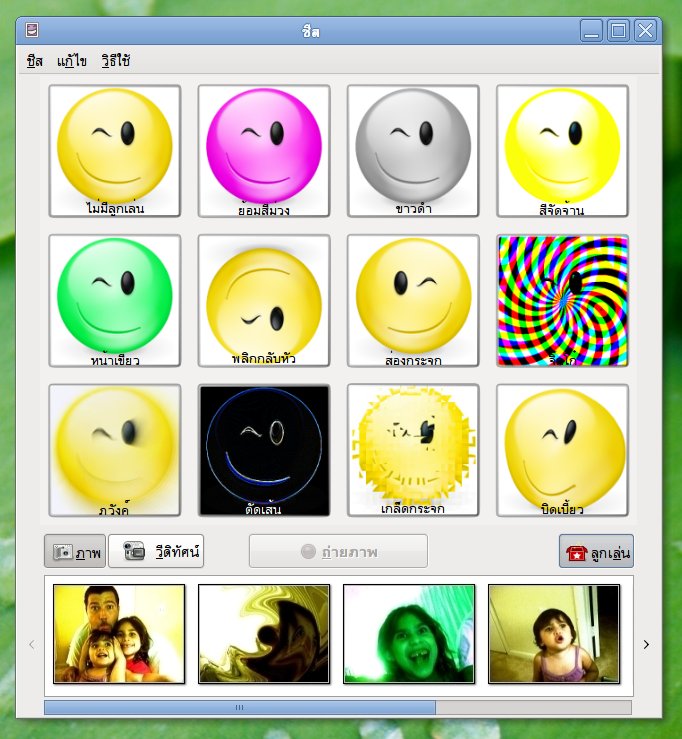 ชีส
ชีส แก้ไข วิธีใช้
ไม่มีลูกเล่น ย้อมสีม่วง ขาวดำ สีจัดจ้าน
หน้าเขียว พลิกกลับหัว ส่องกระจก
ภวังค์ ตัดเส้น เกล็ดกระจก บิดเบี้ยว
ภาพ วีดิทัศน์ ถ่ายภาพ ลูกเล่น